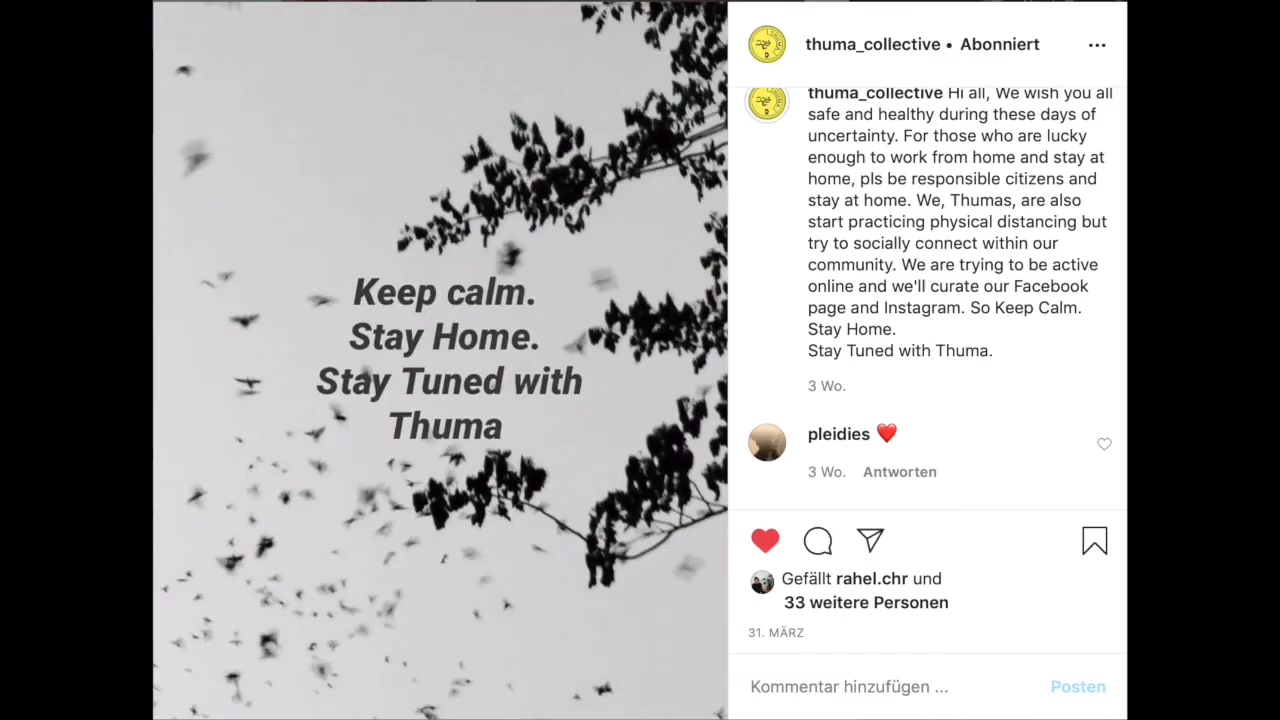 Keep calm.
Stay Home.
Stay Tuned with
Thuma
thuma_collective • Abonniert
thuma_collective Hi all, We wish you all
safe and healthy during these days of
uncertainty. For those who are lucky
enough to work from home and stay at
home, pls be responsible citizens and
stay at home. We, Thumas, are also
start practicing physical distancing but
try to socially connect within our
community. We are trying to be active
online and we'll curate our Facebook
page and Instagram. So Keep Calm.
Stay Home.
Stay Tuned with Thuma.
3 Wo.
pleidies ❤️
3 Wo. Antworten
Gefällt rahel.chr und
33 weitere Personen
31. MÄRZ
Kommentar hinzufügen ... Posten